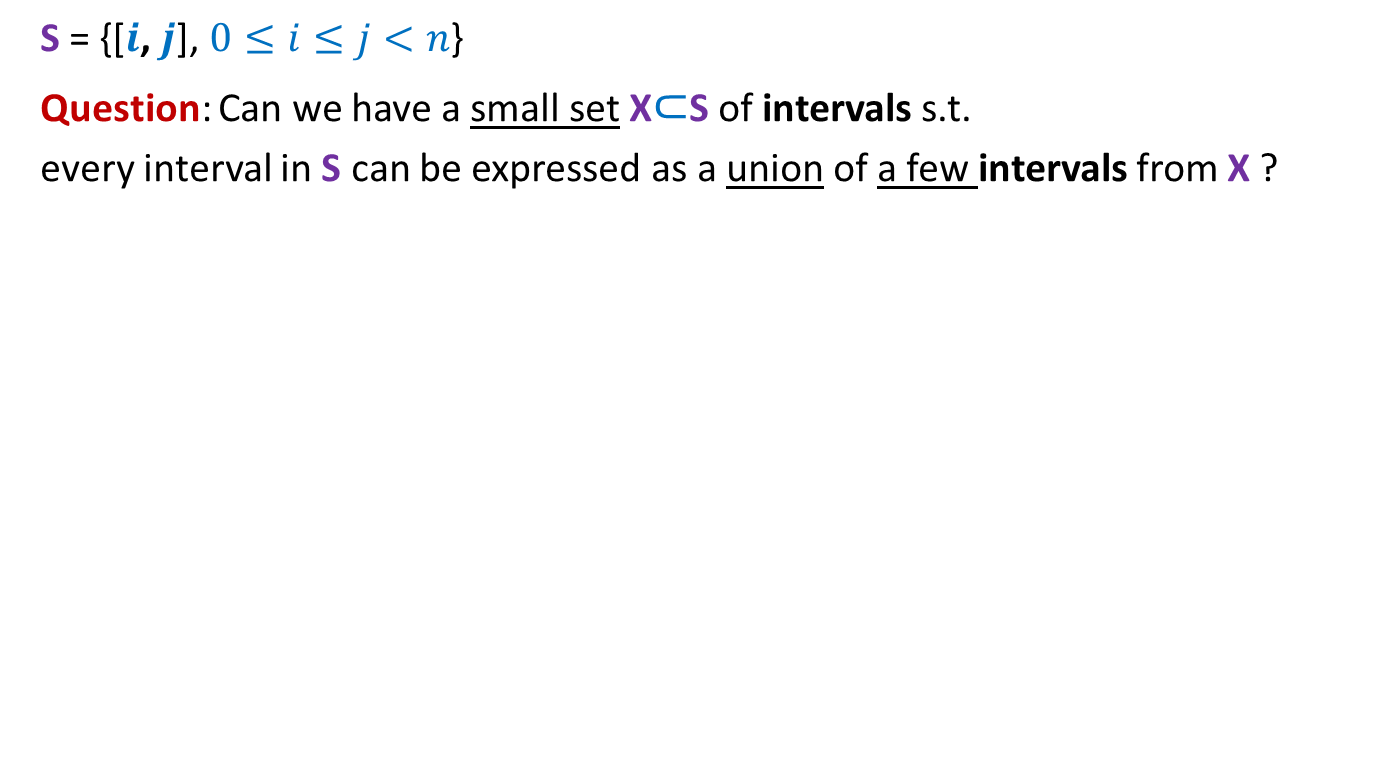 S = {[i, j], 0 ≤ i ≤ j < n}
Question: Can we have a small set X⊂S of intervals s.t.
every interval in S can be expressed as a union of a few intervals from X ?